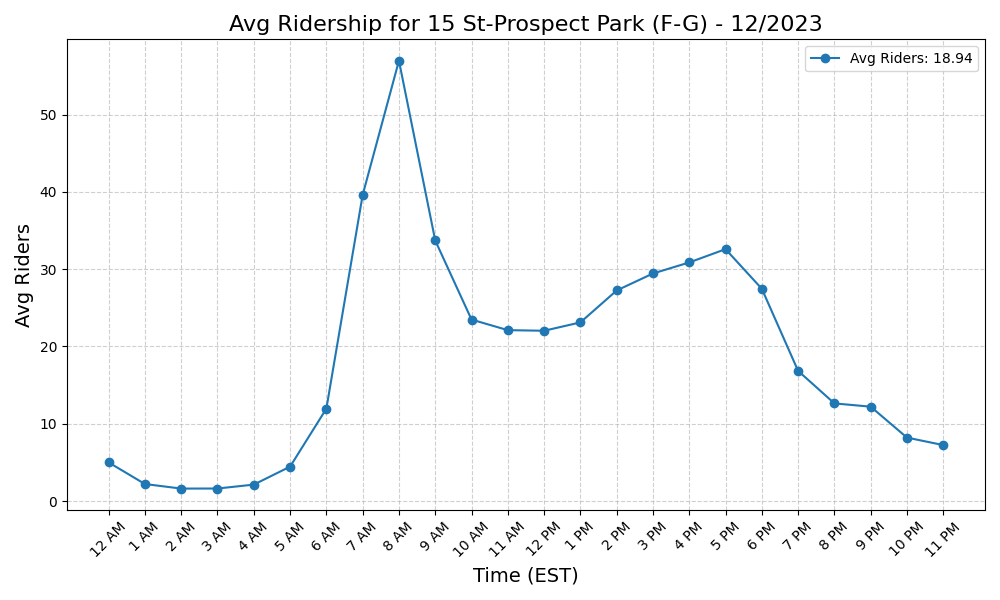 Avg Ridership for 15 St-Prospect Park (F-G) - 12/2023
Avg Riders: 18.94
Avg Riders
50
40
30
20
10
0
12 AM
1 AM
2 AM
3 AM
4 AM
5 AM
6 AM
7 AM
8 AM
9 AM
10 AM
11 AM
12 PM
1 PM
2 PM
3 PM
4 PM
5 PM
6 PM
7 PM
8 PM
9 PM
10 PM
11 PM
Time (EST)